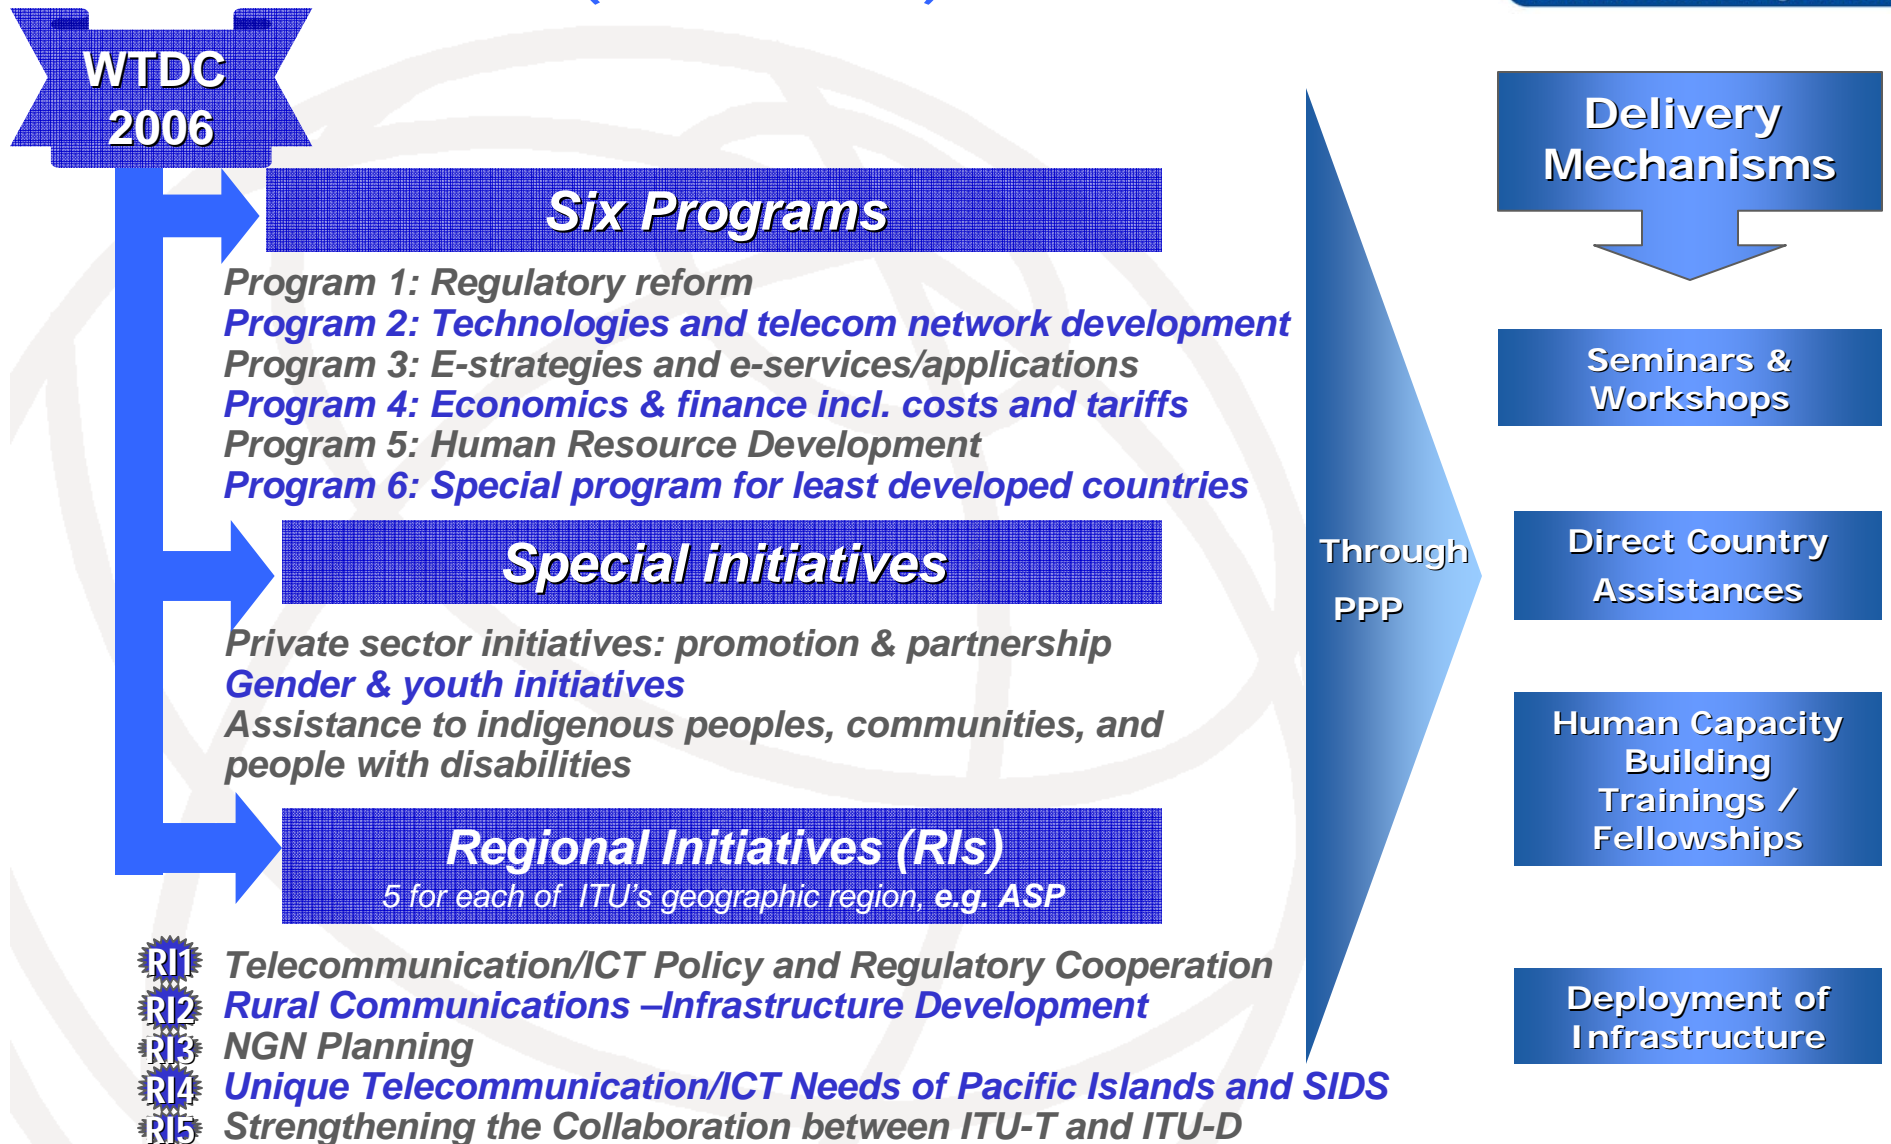 WTDC
2006
Six Programs
Program 1: Regulatory reform
Program 2: Technologies and telecom network development
Program 3: E-strategies and e-services/applications
Program 4: Economics & finance incl. costs and tariffs
Program 5: Human Resource Development
Program 6: Special program for least developed countries
Special initiatives
Private sector initiatives: promotion & partnership
Gender & youth initiatives
Assistance to indigenous peoples, communities, and
people with disabilities
Regional Initiatives (RIs)
5 for each of ITU's geographic region, e.g. ASP
RI1 Telecommunication/ICT Policy and Regulatory Cooperation
RI2 Rural Communications –Infrastructure Development
RI3 NGN Planning
RI4 Unique Telecommunication/ICT Needs of Pacific Islands and SIDS
RI5 Strengthening the Collaboration between ITU-T and ITU-D
Through
PPP
Delivery
Mechanisms
Seminars &
Workshops
Direct Country
Assistances
Human Capacity
Building
Trainings /
Fellowships
Deployment of
Infrastructure